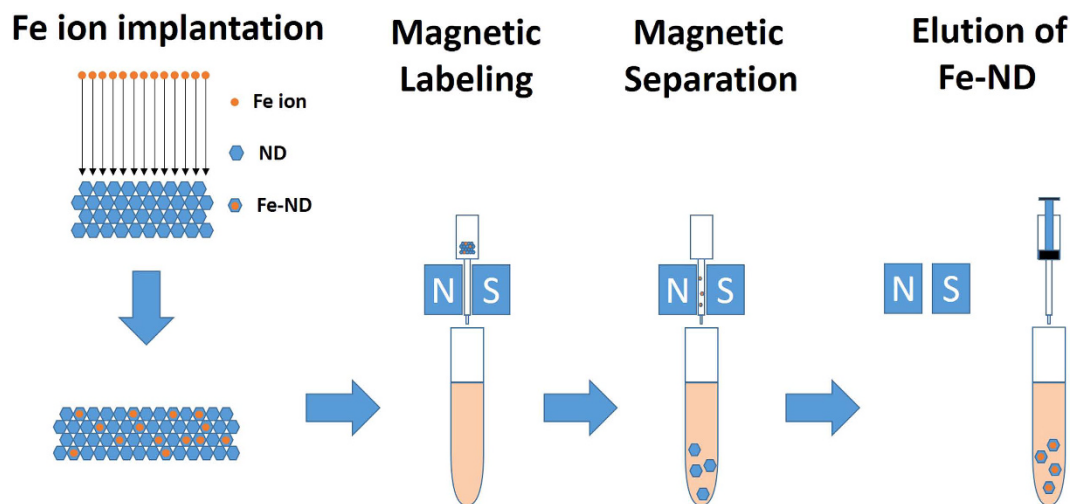 Fe ion implantation
Magnetic
Labeling
Magnetic
Separation
Elution of
Fe-ND
Fe ion
ND
Fe-ND
N S
N S
N S